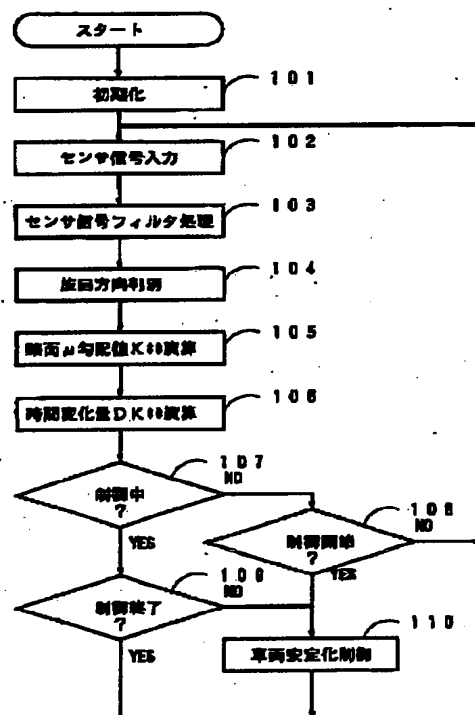 スタート
101
初期化
102
センサ信号入力
103
センサ信号フィルタ処理
104
旋回方向判別
105
路面μ勾配値K**演算
106
時間変化量DK**演算
107
NO
制御中
?
YES
108
NO
制御開始
?
YES
109
NO
制御終了
?
YES
110
車両安定化制御